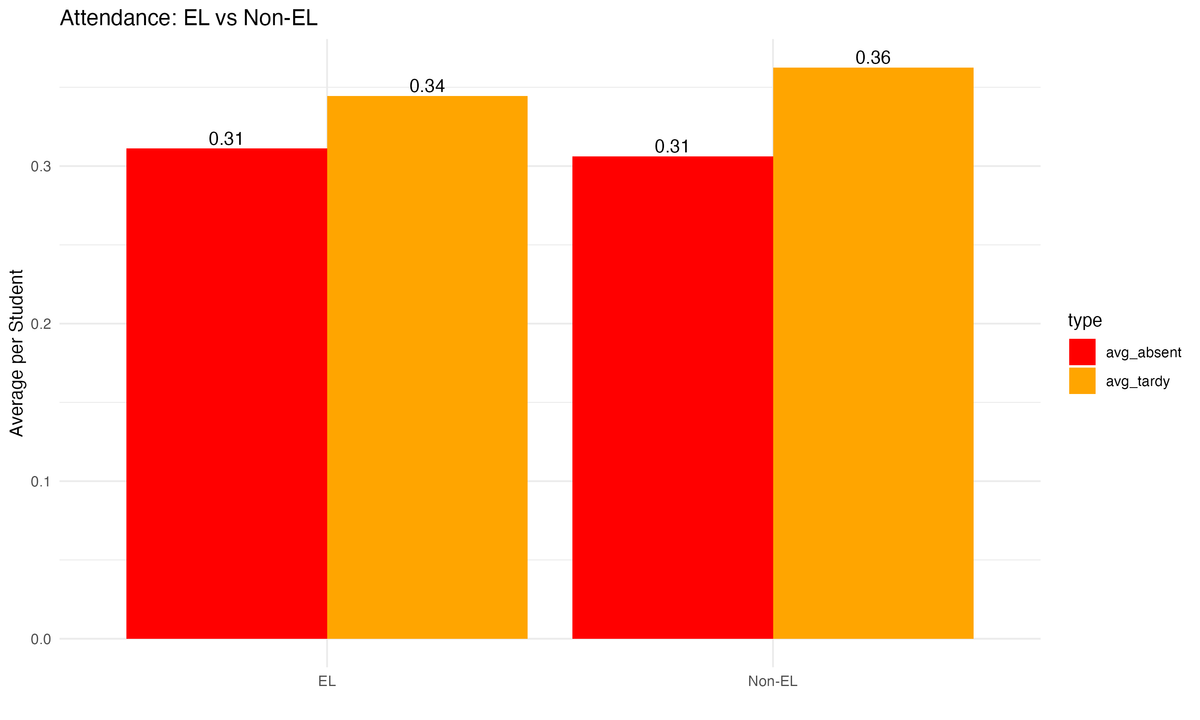 Attendance: EL vs Non-EL
Average per Student
0.3
0.2
0.1
0.0
0.31
0.34
0.31
0.36
EL
Non-EL
type
avg_absent
avg_tardy